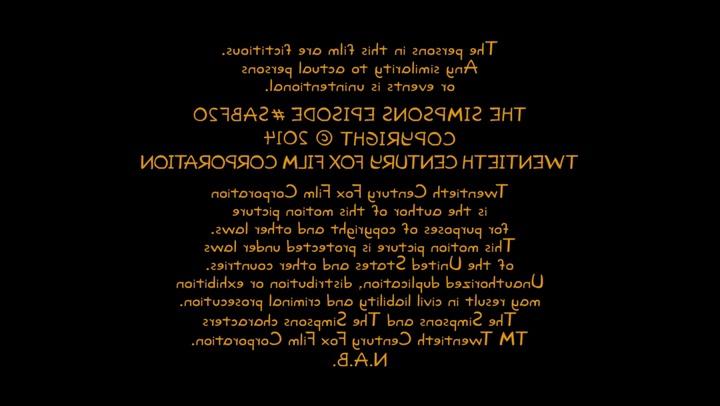 The persons in this film are fictitious.
Any similarity to actual persons
or events is unintentional.
THE SIMPSONS EPISODE #SABF20
COPYRIGHT © 2014
TWENTIETH CENTURY FOX FILM CORPORATION
Twentieth Century Fox Film Corporation
is the author of this motion picture
for purposes of copyright and other laws.
This motion picture is protected under laws
of the United States and other countries.
Unauthorized duplication, distribution or exhibition
may result in civil liability and criminal prosecution.
The Simpsons and The Simpsons characters
TM Twentieth Century Fox Film Corporation.
N.A.B.